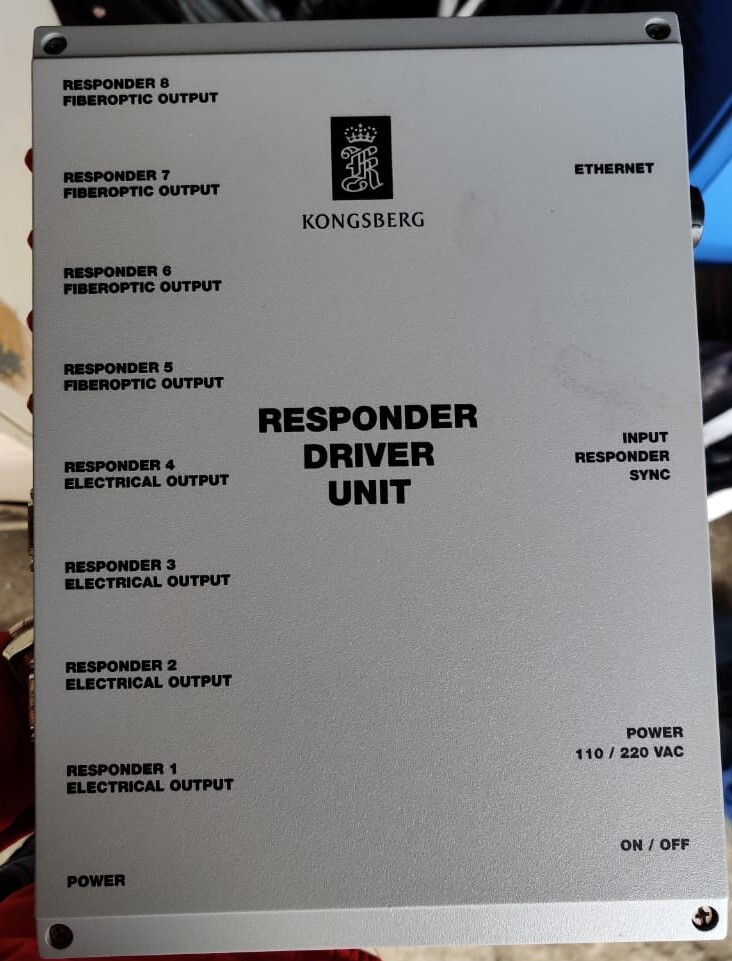 RESPONDER 8
FIBEROPTIC OUTPUT
RESPONDER 7
FIBEROPTIC OUTPUT
RESPONDER 6
FIBEROPTIC OUTPUT
RESPONDER 5
FIBEROPTIC OUTPUT
RESPONDER 4
ELECTRICAL OUTPUT
RESPONDER 3
ELECTRICAL OUTPUT
RESPONDER 2
ELECTRICAL OUTPUT
RESPONDER 1
ELECTRICAL OUTPUT
POWER
KONGSBERG
RESPONDER
DRIVER
UNIT
ETHERNET
INPUT
RESPONDER
SYNC
POWER
110 / 220 VAC
ON / OFF